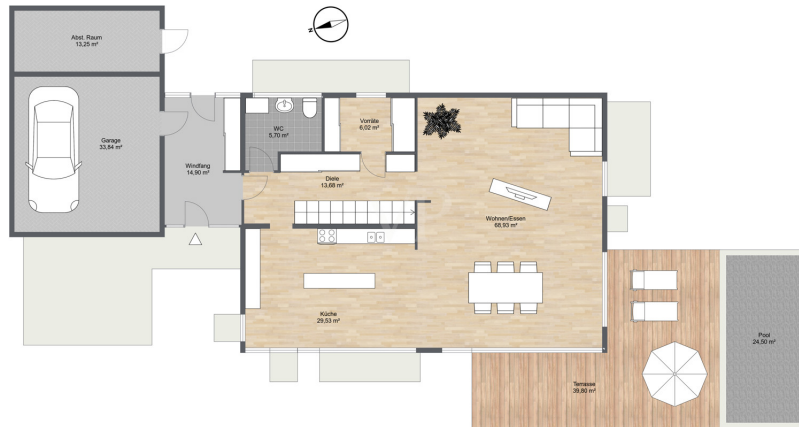 N
Abst. Raum
13,25 m²
Garage
33,84 m²
Windfang
14,90 m²
WC
5,70 m²
Vorräte
6,02 m²
Diele
13,68 m²
Wohnen/Essen
68,93 m²
Küche
29,53 m²
Terrasse
39,80 m²
Pool
24,50 m²